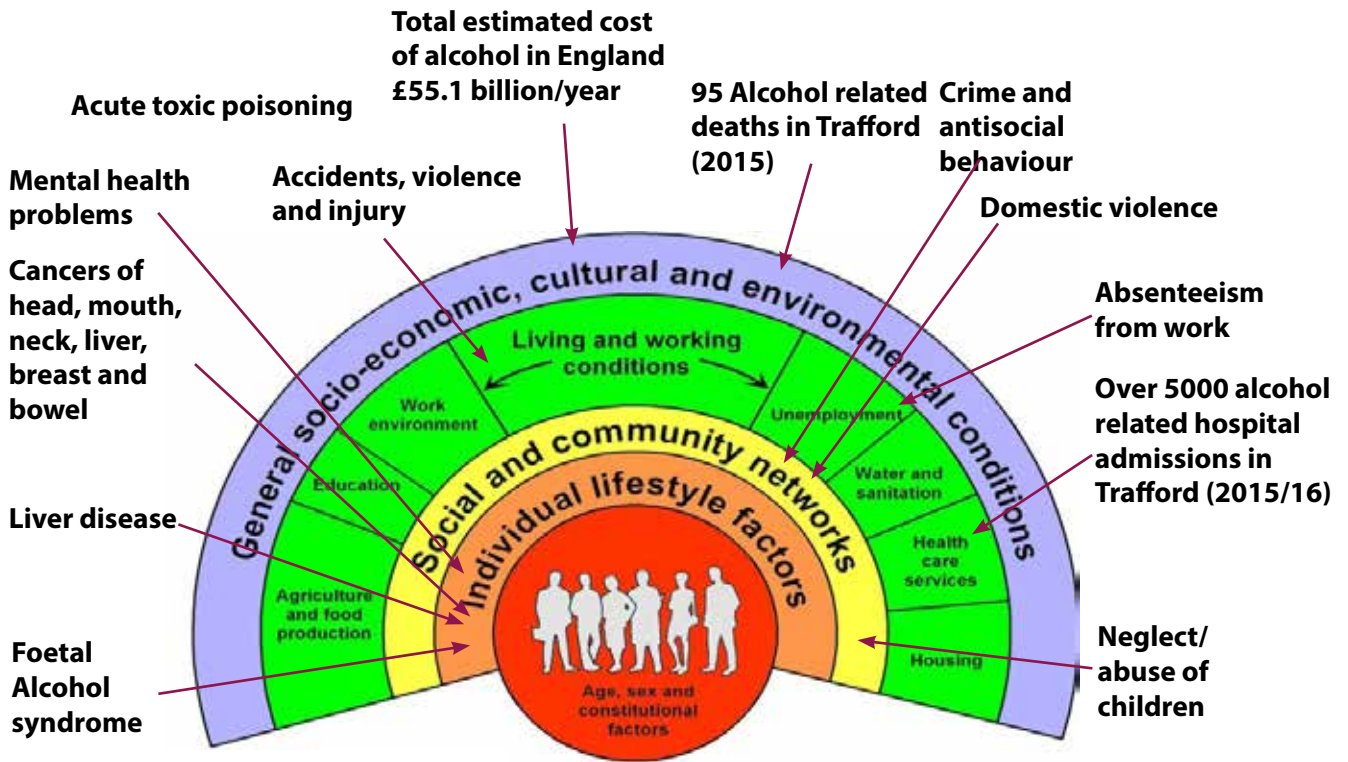 Total estimated cost
of alcohol in England
£55.1 billion/year
Acute toxic poisoning
95 Alcohol related
deaths in Trafford
(2015)
Crime and
antisocial
behaviour
Mental health
problems
Accidents, violence
and injury
Domestic violence
Cancers of
head, mouth,
neck, liver,
breast and
bowel
Absenteeism
from work
Over 5000 alcohol
related hospital
admissions in
Trafford (2015/16)
Liver disease
Foetal
Alcohol
syndrome
Neglect/
abuse of
children
General socio-economic, cultural and environmental conditions
Living and working
conditions
Work
environment
Education
Agriculture
and food
production
Unemployment
Water and
sanitation
Health
care
services
Housing
Social and community networks
Individual lifestyle factors
Age, sex and
constitutional
factors